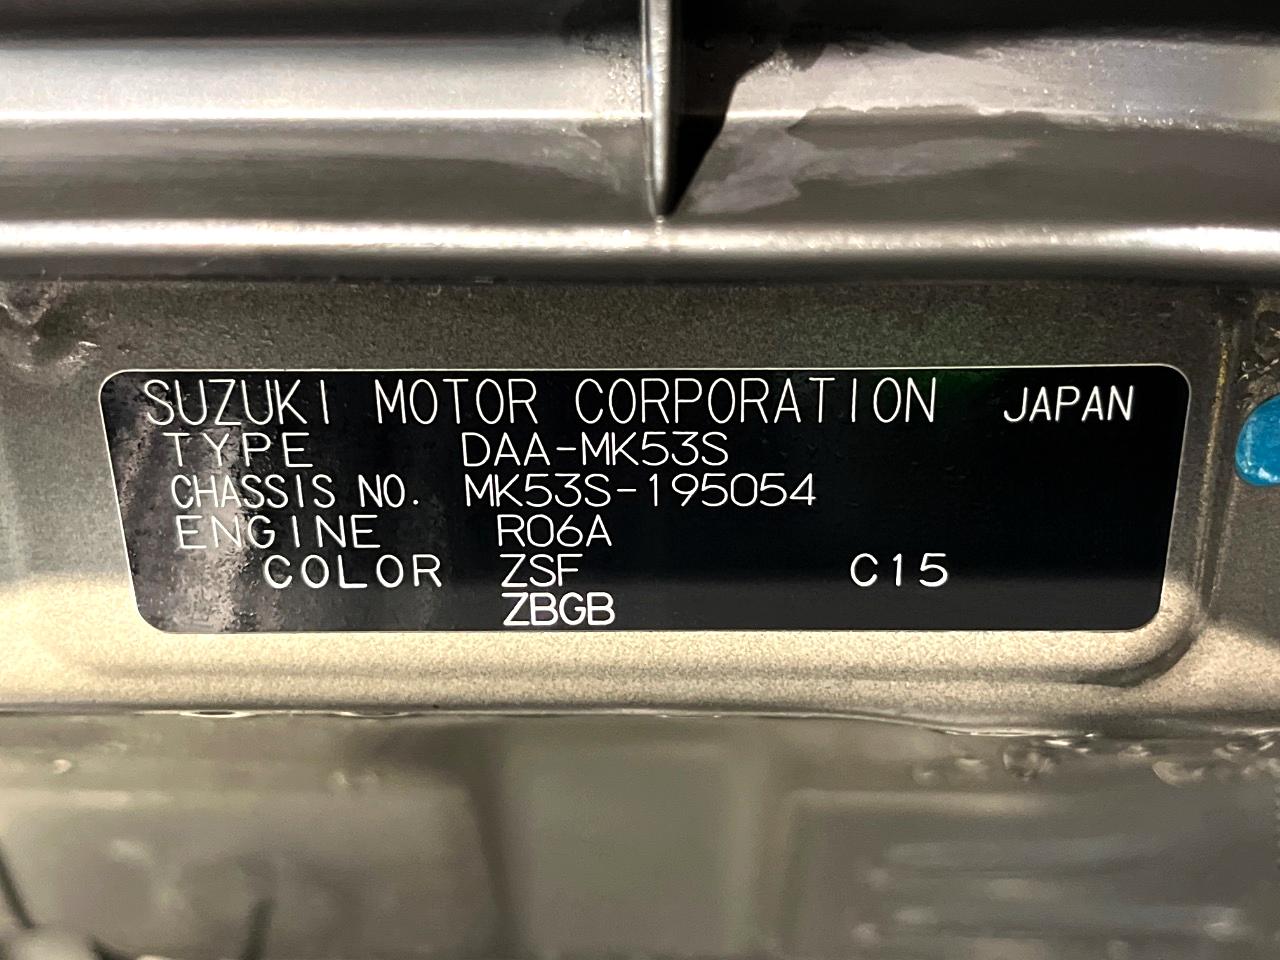 SUZUKI MOTOR CORPORATION JAPAN
TYPE DAA-MK53S
CHASSIS NO. MK53S-195054
ENGINE R06A
COLOR ZSF C15
ZBGB